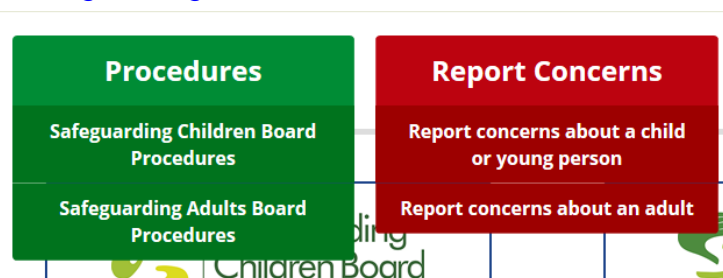 Procedures
Safeguarding Children Board
Procedures
Safeguarding Adults Board
Procedures
Report Concerns
Report concerns about a child
or young person
Report concerns about an adult
Children Board